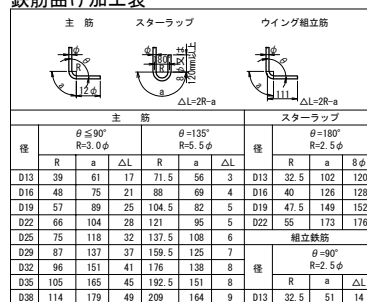 鉄筋曲げ加工表
主 筋 スターラップ ウイング組立筋
φ R a 12φ θ
φ 180° R a 8φ 120mm以上
φ R a 111 θ
△L=2R-a △L=2R-a
主 筋 スターラップ
径 θ≦90° R=3.0φ θ=135° R=5.5φ 径 θ=180° R=2.5φ
R a △L R a △L R a 8φ
D13 39 61 17 71.5 56 3 D13 32.5 102 120
D16 48 75 21 88 69 4 D16 40 126 128
D19 57 89 25 104.5 82 5 D19 47.5 149 152
D22 66 104 28 121 95 5 D22 55 173 176
D25 75 118 32 137.5 108 6 組立鉄筋
D29 87 137 37 159.5 125 7 径 θ=90° R=2.5φ
D32 96 151 41 176 138 8
D35 105 165 45 192.5 151 8 R a △L
D38 114 179 49 209 164 9 D13 32.5 51 14